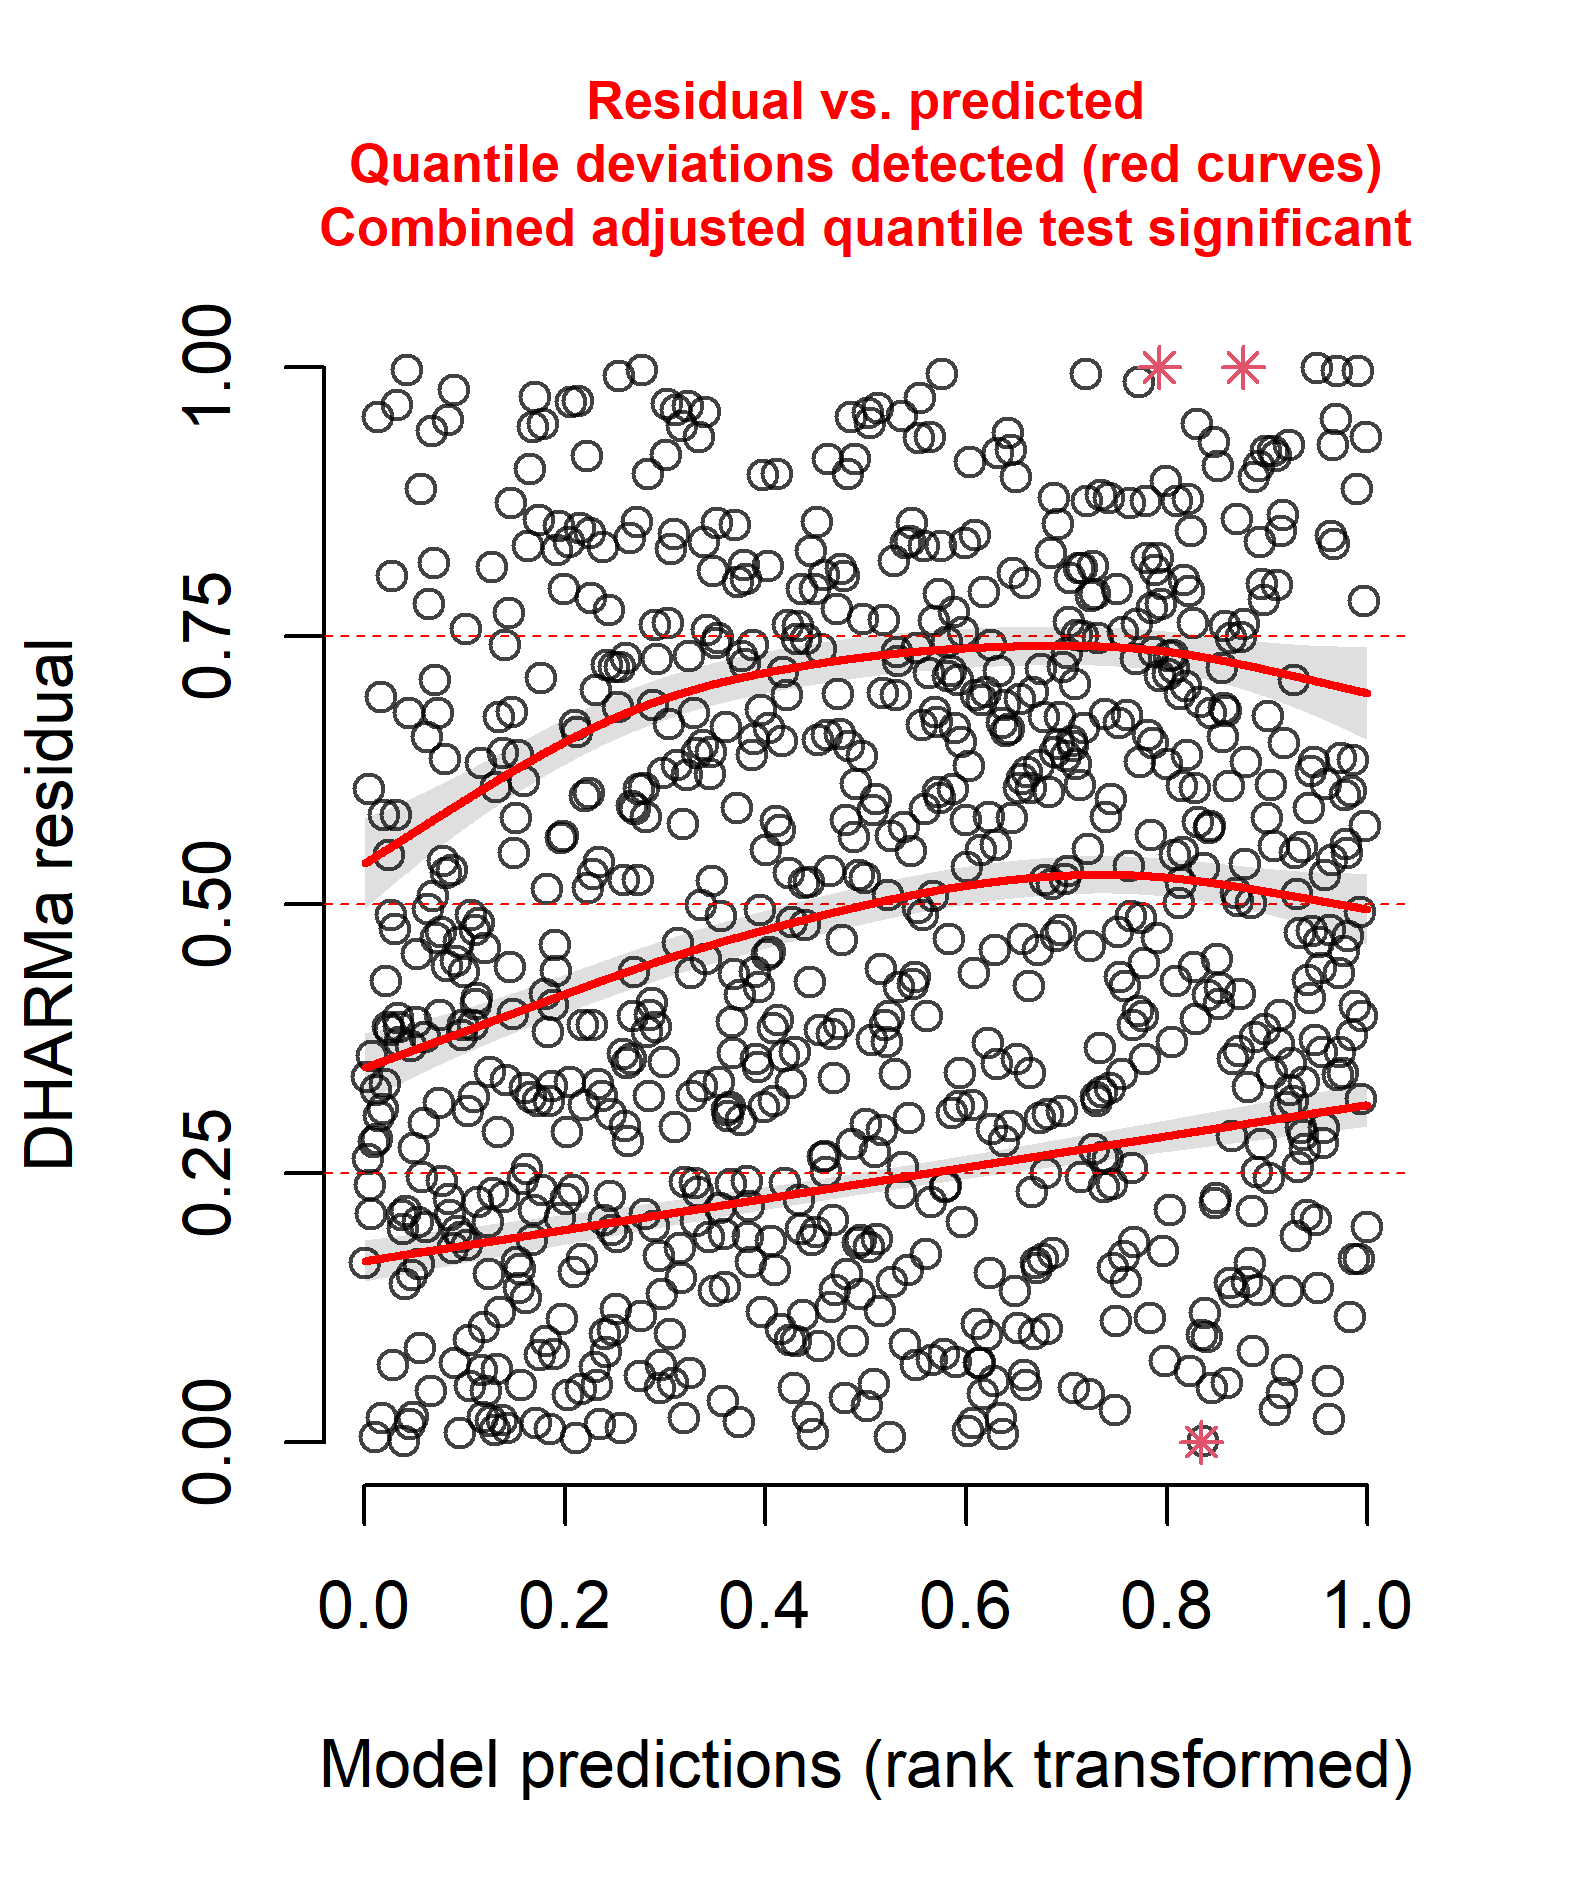 Residual vs. predicted
Quantile deviations detected (red curves)
Combined adjusted quantile test significant
DHARMa residual
1.00
0.75
0.50
0.25
0.00
0.0 0.2 0.4 0.6 0.8 1.0
Model predictions (rank transformed)